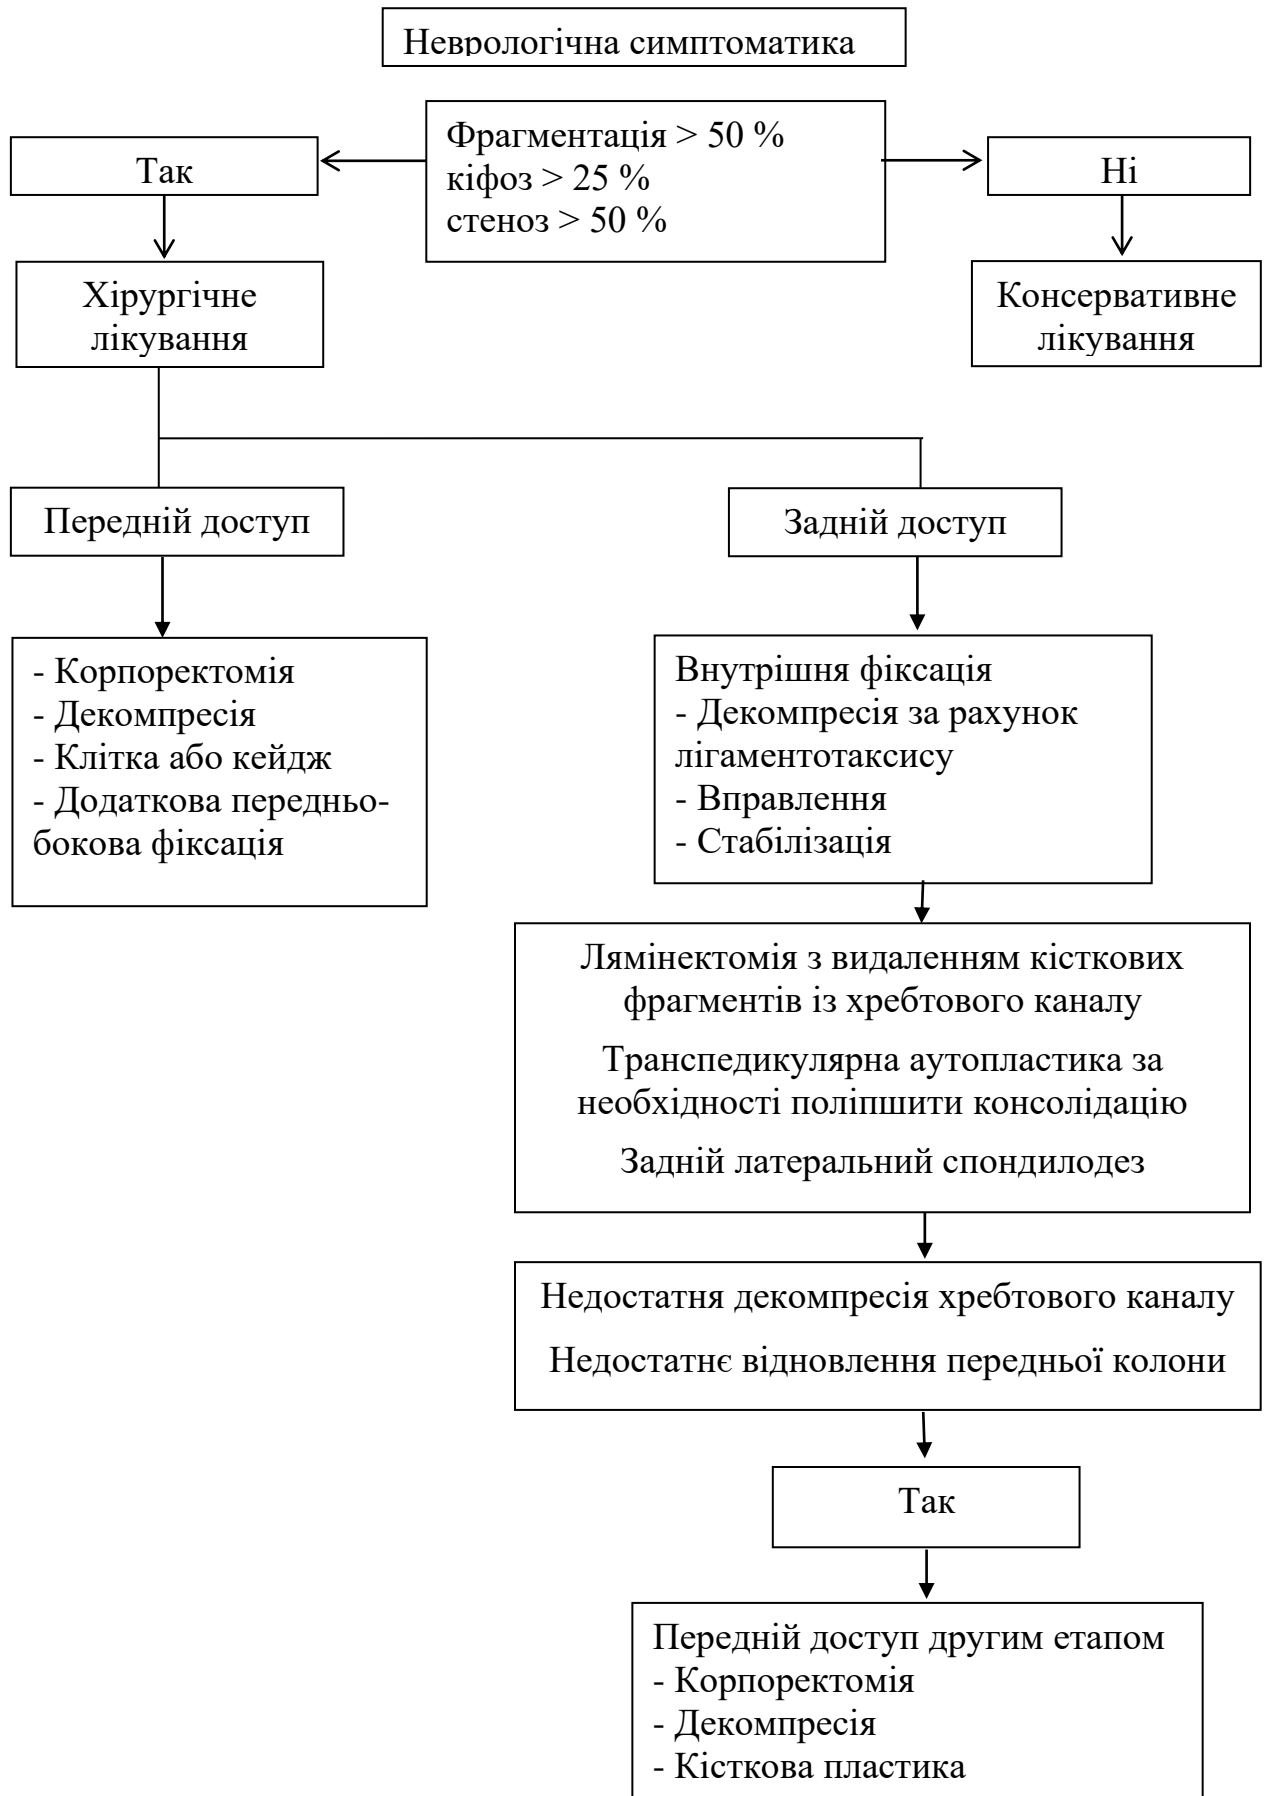 Неврологічна симптоматика
Фрагментація > 50 %
кіфоз > 25 %
стеноз > 50 %
Так
Ні
Хірургічне
лікування
Консервативне
лікування
Передній доступ
Задній доступ
- Корпоректомія
- Декомпресія
- Клітка або кейдж
- Додаткова передньо-
бокова фіксація
Внутрішня фіксація
- Декомпресія за рахунок
лігаментотаксису
- Вправлення
- Стабілізація
Лямінектомія з видаленням кісткових
фрагментів із хребтового каналу
Транспедикулярна аутопластика за
необхідності поліпшити консолідацію
Задній латеральний спондилодез
Недостатня декомпресія хребтового каналу
Недостатнє відновлення передньої колони
Так
Передній доступ другим етапом
- Корпоректомія
- Декомпресія
- Кісткова пластика